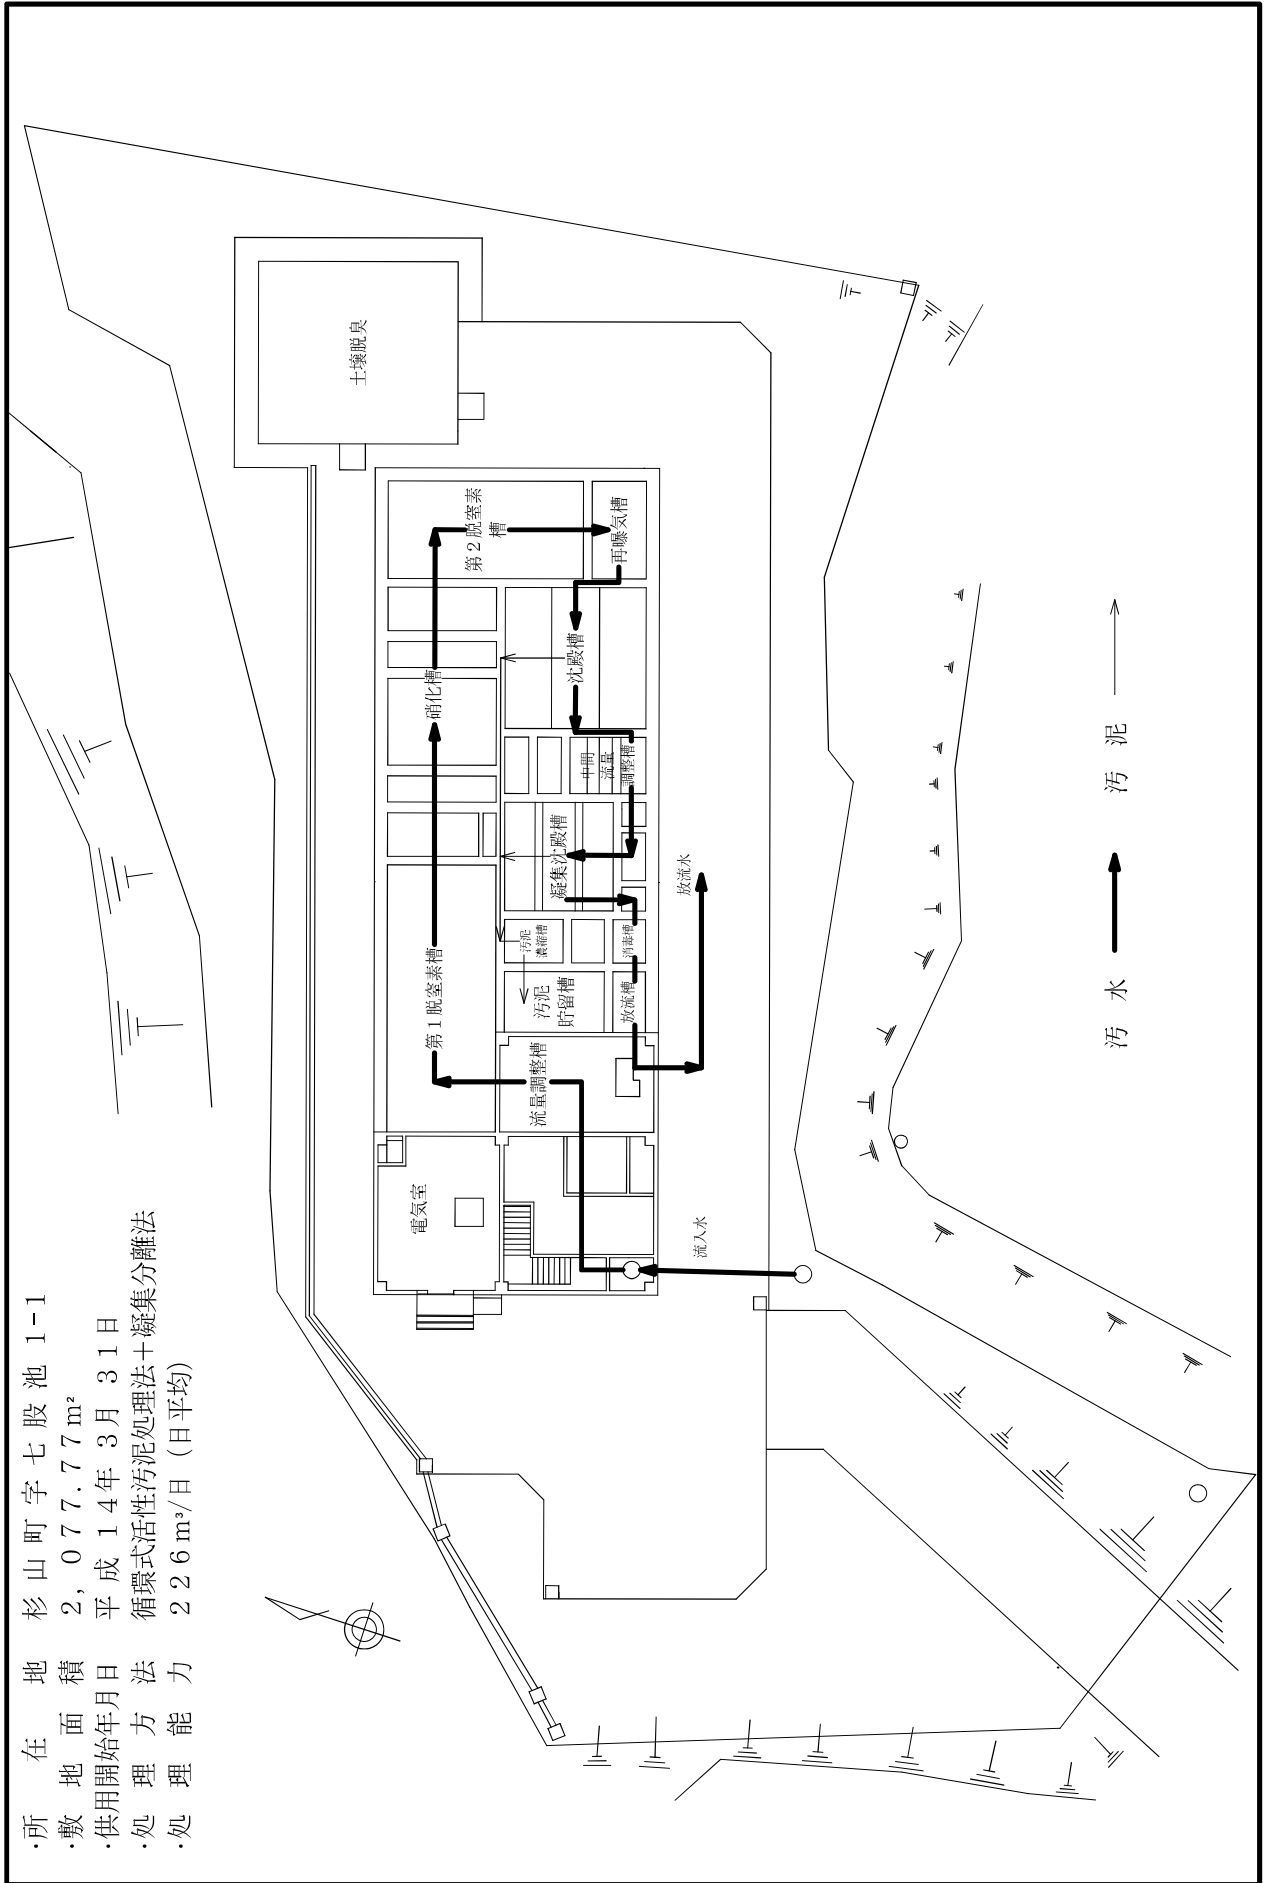 ・所在地 杉山町字七股池1-1
・敷地面積 2,077.77m²
・供用開始年月日 平成14年3月31日
・処理方法 循環式活性汚泥処理法＋凝集分離法
・処理能力 226m³/日（日平均）
土壌脱臭
第2脱窒素
槽
再曝気槽
硝化槽
沈殿槽
中間
流量
調整槽
凝集沈殿槽
第1脱窒素槽
汚泥
濃縮槽
消毒槽
汚泥
貯留槽
放流槽
放流水
流量調整槽
電気室
流入水
汚水
汚泥